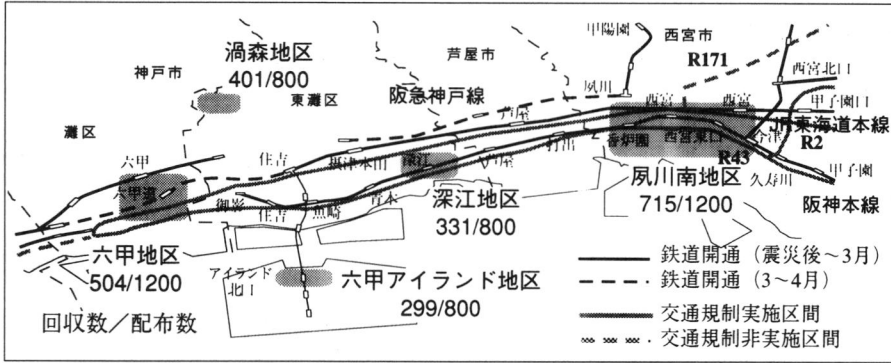 渦森地区
401/800
神戸市
灘区
東灘区
芦屋市
西宮市
甲陽園
R171
西宮北口
夙川
阪急神戸線
芦屋
西宮
西宮
甲子園口
JR東海道本線
R2
六甲
住吉
摂津本山
深江
芦屋
打出
香炉園
西宮東口
今津
R43
久寿川
甲子園
阪神本線
六甲道
御影
住吉
魚崎
青木
深江地区
331/800
夙川南地区
715/1200
六甲地区
504/1200
アイランド
北口
六甲アイランド地区
299/800
回収数/配布数
鉄道開通(震災後~3月)
鉄道開通(3~4月)
交通規制実施区間
交通規制非実施区間